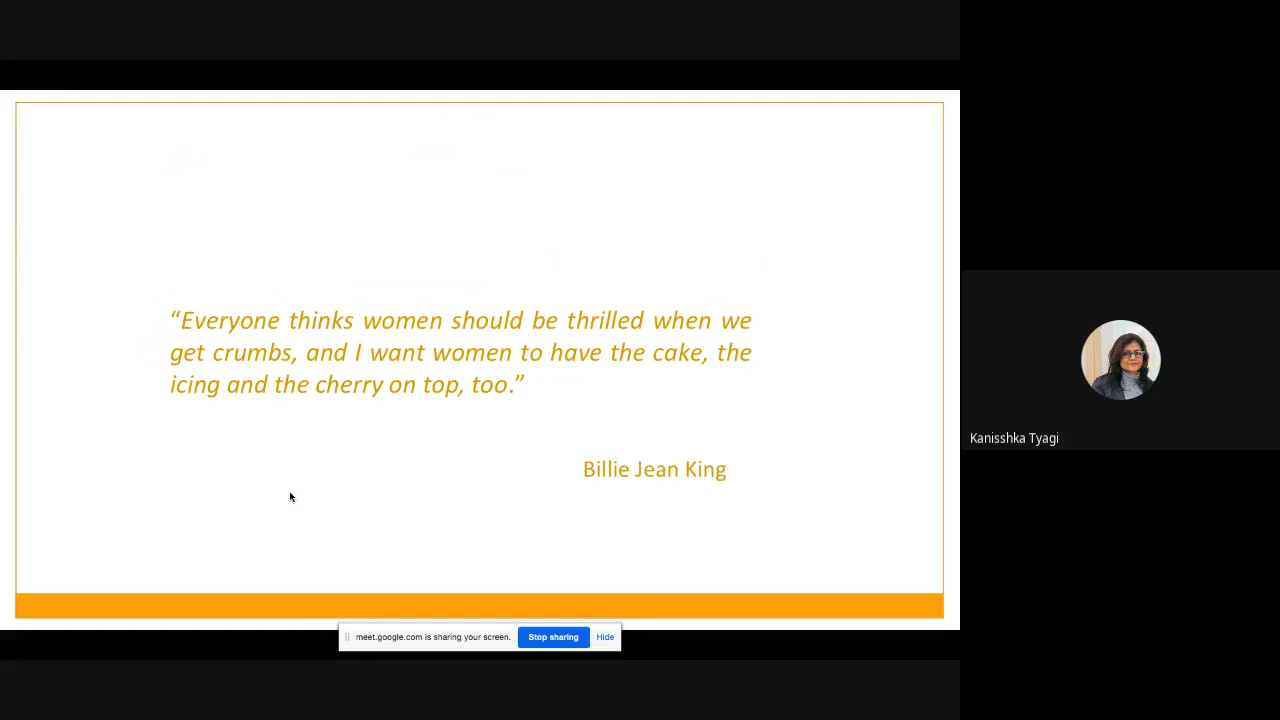 “Everyone thinks women should be thrilled when we
get crumbs, and I want women to have the cake, the
icing and the cherry on top, too.”
Billie Jean King
Kanisshka Tyagi
meet.google.com is sharing your screen. Stop sharing Hide